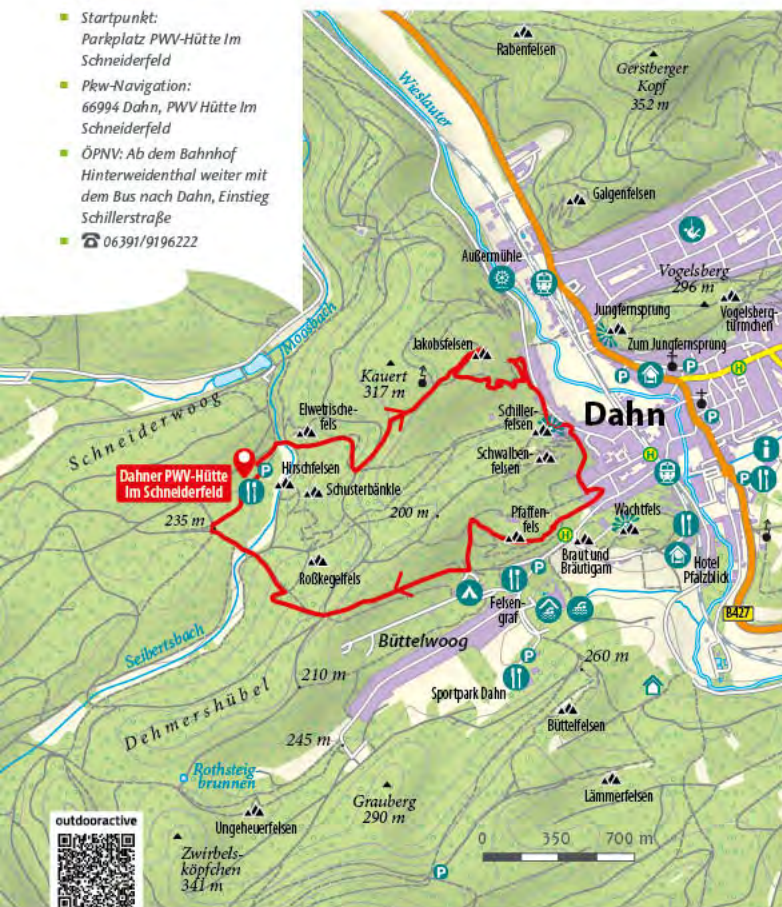 Startpunkt:
Parkplatz PWV-Hütte Im
Schneiderfeld
Pkw-Navigation:
66994 Dahn, PWV Hütte Im
Schneiderfeld
ÖPNV: Ab dem Bahnhof
Hinterweidenthal weiter mit
dem Bus nach Dahn, Einstieg
Schillerstraße
06391/9196222
Rabenfelsen
Gerstberger
Kopf
352 m
Wieslauter
Galgenfelsen
Außermühle
Vogelsberg
296 m
Jungfernsprung
Vogelsberg-
türmchen
Zum Jungfernsprung
Moosbach
Jakobsfelsen
Kauert
317 m
P
P
H
Schneiderwoog
Elwetrische-
fels
Schiller-
felsen
Dahn
P
Schwalben-
felsen
H
Dahner PWV-Hütte
Im Schneiderfeld
P
Hirschfelsen
Schusterbänkle
i
P
235 m
200 m
Pfaffen-
fels
Wachtfels
H
Braut und
Bräutigam
Roßkegelfels
P
Hotel
Pfalzblick
Felsen-
graf
B427
Seibertsbach
Büttelwoog
260 m
P
210 m
Sportpark Dahn
Dehmershübel
Büttelfelsen
245 m
Rothsteig-
brunnen
Lämmerfelsen
Grauberg
290 m
outdooractive
Ungeheuerfelsen
0 350 700 m
Zwirbels-
köpfchen
341 m
P